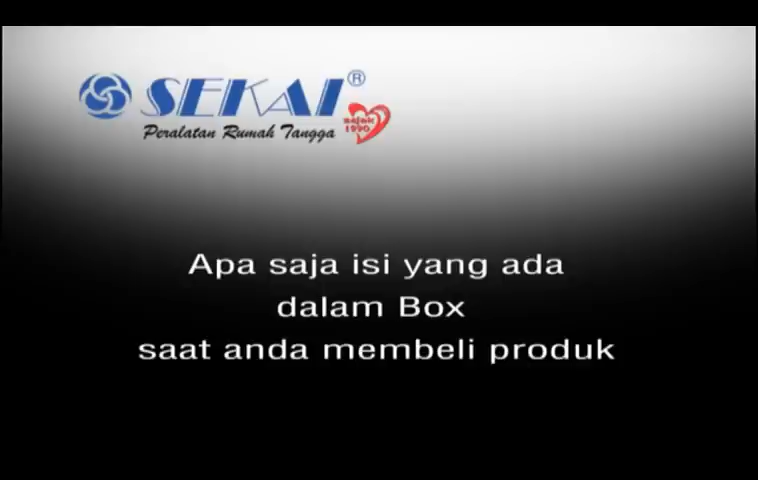 SEKAI®
Peralatan Rumah Tangga
sejak
1990
Apa saja isi yang ada
dalam Box
saat anda membeli produk